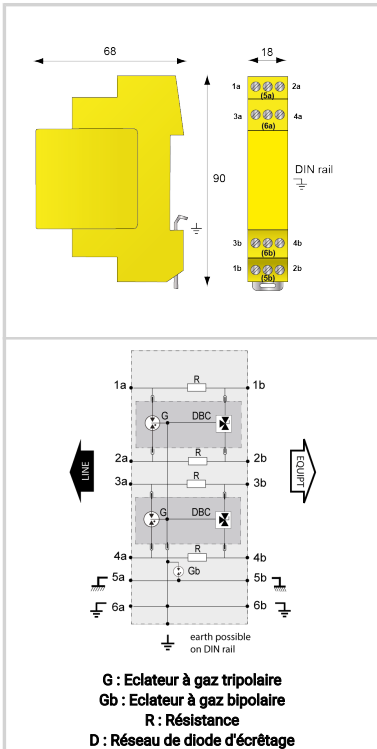 68
18
1a 2a
(5a)
3a 4a
(6a)
DIN rail
90
3b 4b
(6b)
1b 2b
(5b)
1a R 1b
G DBC
2a R 2b
3a R 3b
LINE
EQUIPT
G DBC
4a R 4b
Gb
5a 5b
6a 6b
earth possible
on DIN rail
G : Eclateur à gaz tripolaire
Gb : Eclateur à gaz bipolaire
R : Résistance
D : Réseau de diode d'écrêtage